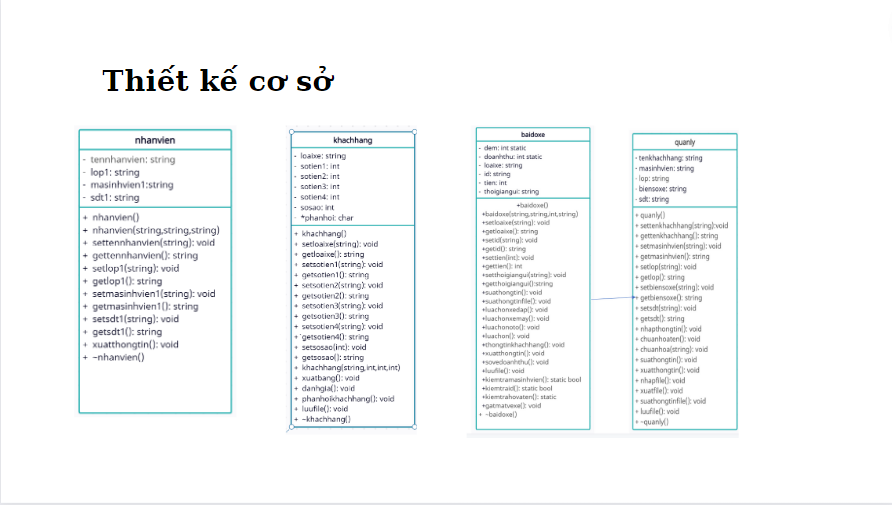 Thiết kế cơ sở
nhanvien
- tennhanvien: string
- lop1: string
- masinhvien1:string
- sdt1: string
+ nhanvien()
+ nhanvien(string,string,string)
+ settennhanvien(string): void
+ gettennhanvien(): string
+ setlop1(string): void
+ getlop1(): string
+ setmasinhvien1(string): void
+ getmasinhvien1(): string
+ setsdt1(string): void
+ getsdt1(): string
+ xuatthongtin(): void
+ ~nhanvien()
khachhang
- loaixe: string
- sotien1: int
- sotien2: int
- sotien3: int
- sotien4: int
- sosao: int
- *phanhoi: char
+ khachhang()
+ setloaixe(string): void
+ getloaixe(): string
+ setsotien1(string): void
+ getsotien1(): string
+ setsotien2(string): void
+ getsotien2(): string
+ setsotien3(string): void
+ getsotien3(): string
+ setsotien4(string): void
+ getsotien4(): string
+ setsosao(int): void
+ getsosao(): string
+ khachhang(string,int,int,int)
+ xuatbang(): void
+ danhgia(): void
+ phanhoikhachhang(): void
+ luufile(): void
+ ~khachhang()
baidoxe
- dem: int static
- doanhthu: int static
- loaixe: string
- id: string
- tien: int
- thoigiangui: string
+baidoxe()
+baidoxe(string,string,int,string)
+setloaixe(string): void
+getloaixe(): string
+setid(string): void
+getid(): string
+settien(int): void
+gettien(): int
+setthoigiangui(string): void
+getthoigiangui():string
+suathongtin(): void
+suathongtinfile(): void
+luachonxedap(): void
+luachonxemay(): void
+luachonoto(): void
+luachon(): void
+thongtinkhachhang(): void
+xuatthongtin(): void
+sovedoanhthu(): void
+luufile(): void
+kiemtramasinhvien(): static bool
+kiemtraid(): static bool
+kiemtrahovaten(): static
+gatmatvexe(): void
+ ~baidoxe()
quanly
- tenkhachhang: string
- masinhvien: string
- lop: string
- biensoxe: string
- sdt: string
+ quanly()
+ settenkhachhang(string):void
+ gettenkhachhang(): string
+ setmasinhvien(string): void
+ getmasinhvien(): string
+ setlop(string): void
+ getlop(): string
+ setbiensoxe(string): void
+ getbiensoxe(): string
+ setsdt(string): void
+ getsdt(): string
+ nhapthongtin(): void
+ chuanhoaten(): void
+ chuanhoa(string): void
+ suathongtin(): void
+ xuatthongtin(): void
+ nhapfile(): void
+ xuatfile(): void
+ suathongtinfile(): void
+ luufile(): void
+ ~quanly()